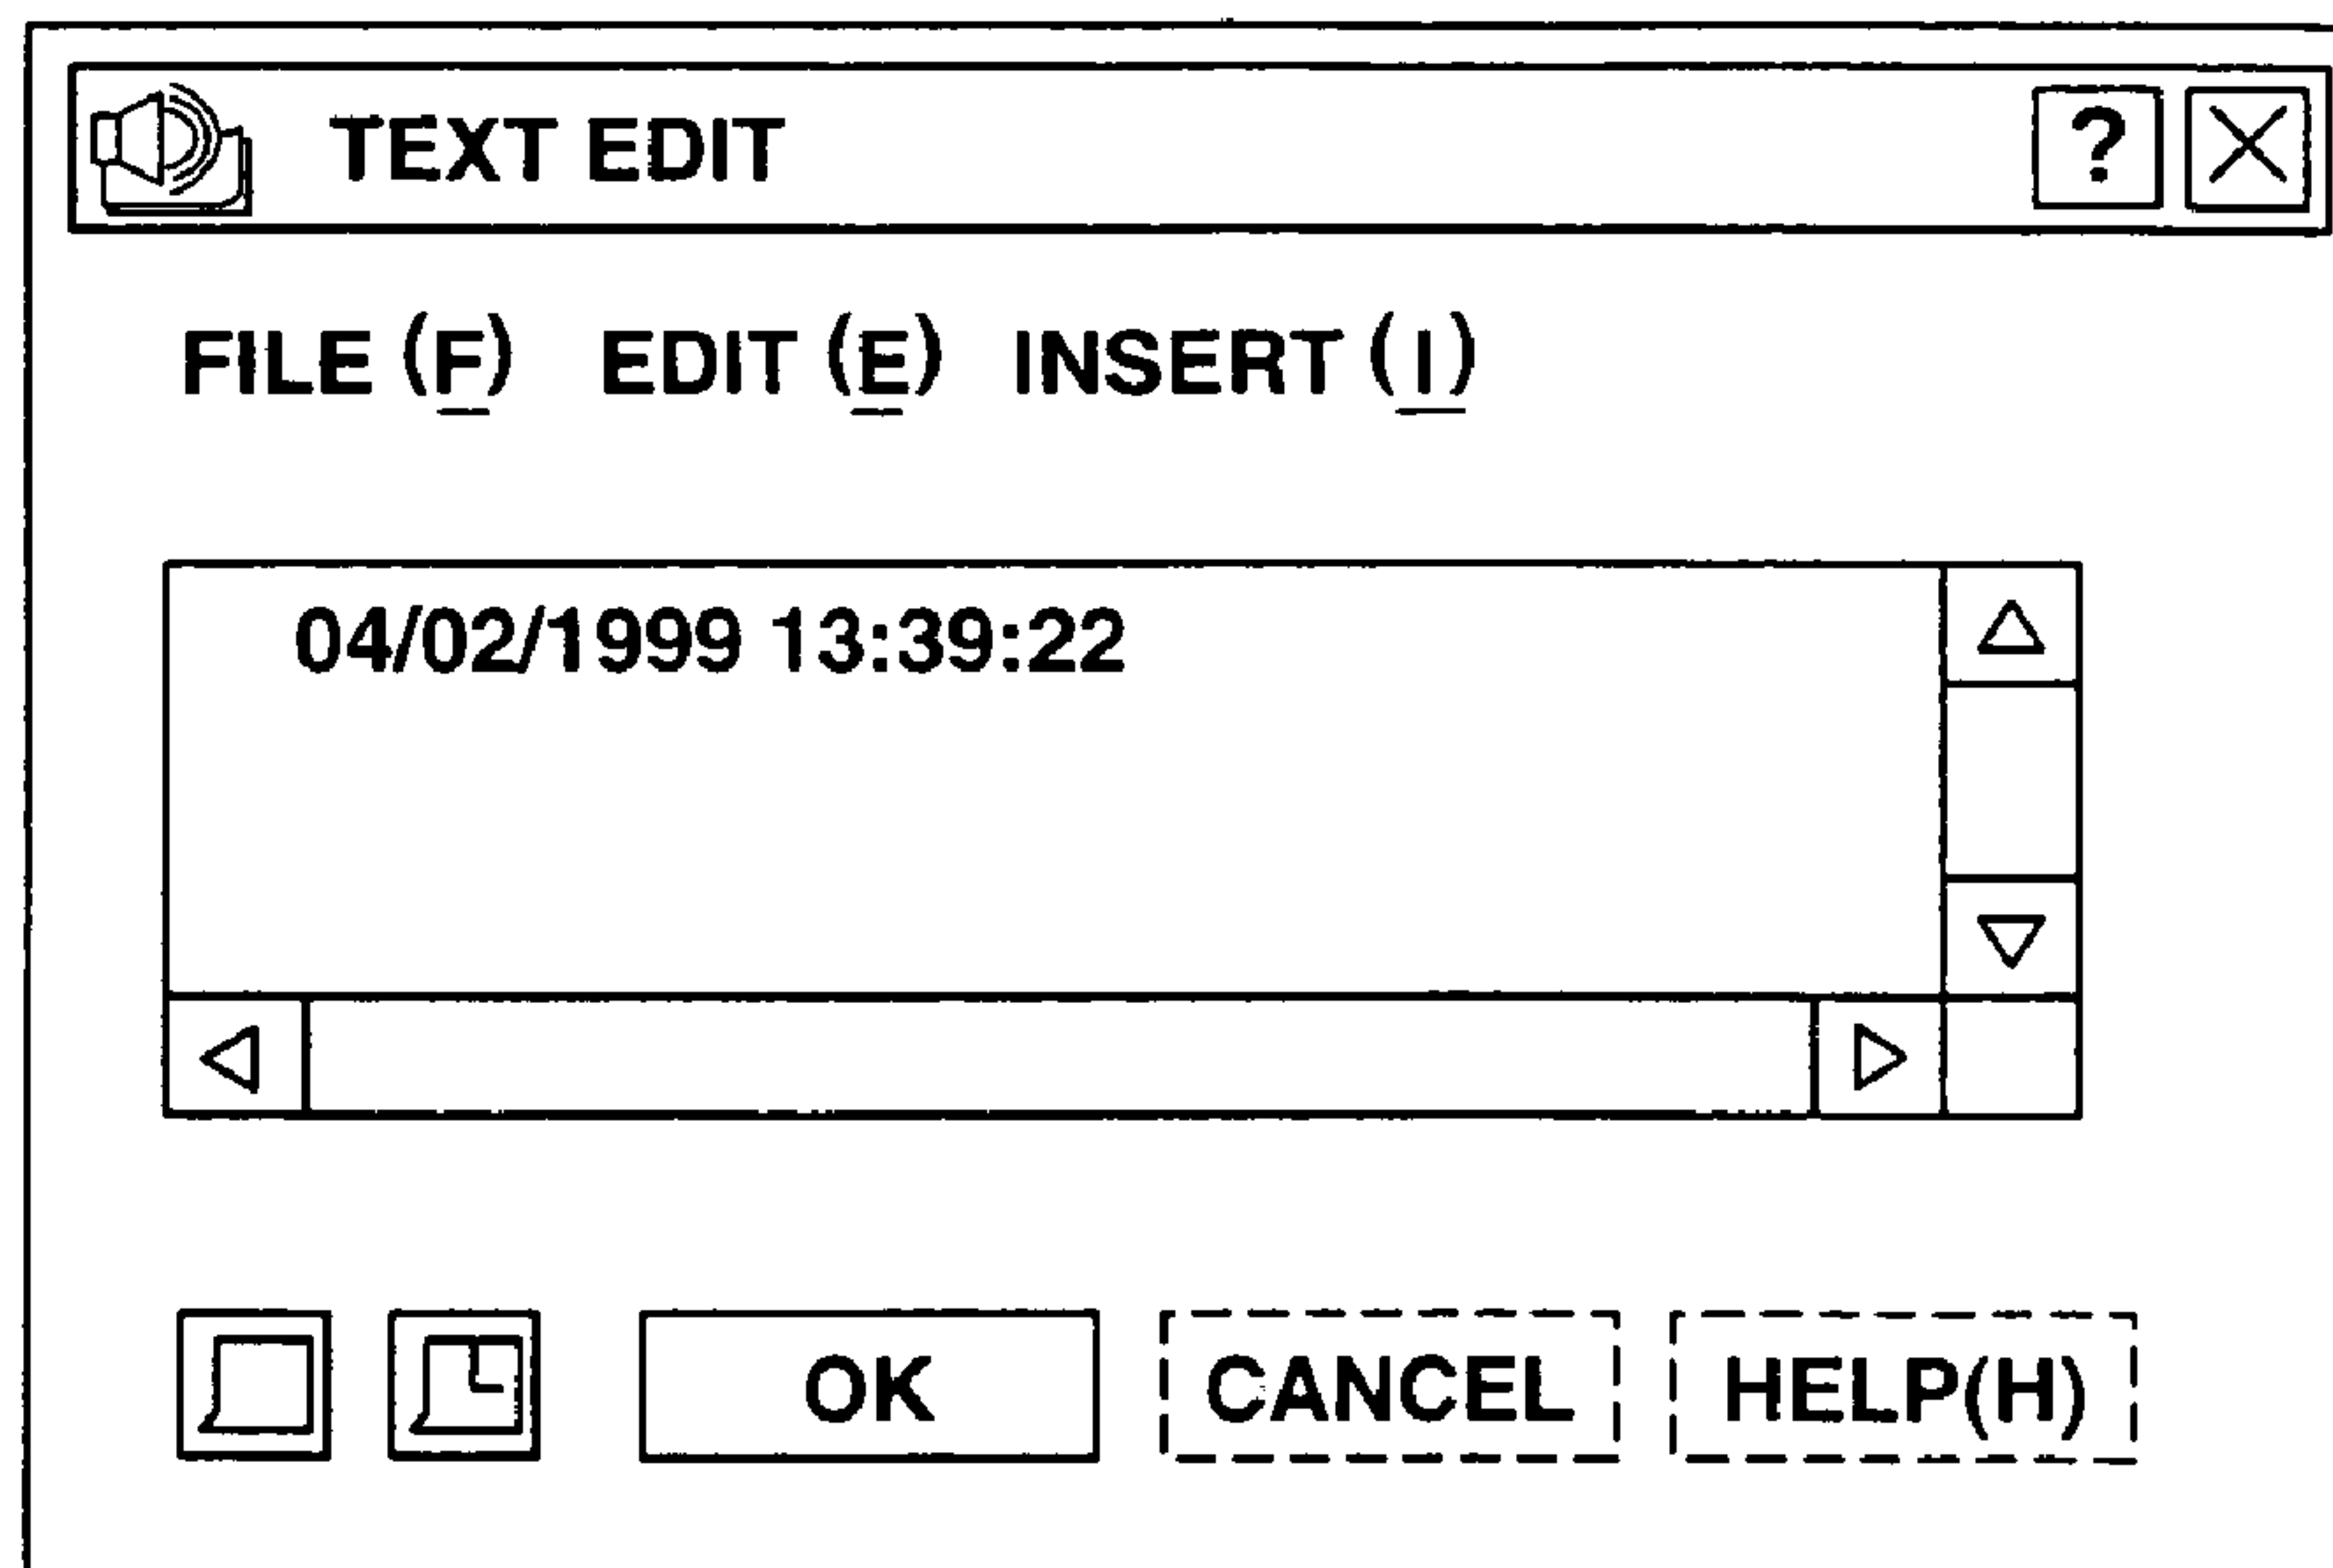 TEXT EDIT ?
FILE (F) EDIT (E) INSERT (I)
04/02/1999 13:39:22
OK CANCEL HELP(H)